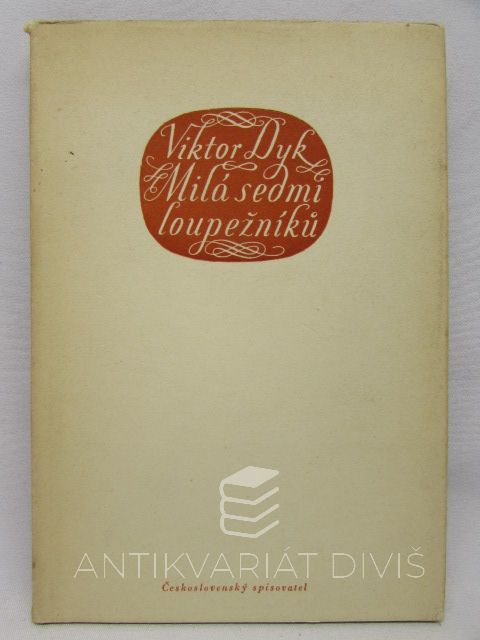 Viktor Dyk
Milá sedmi
loupežníků
ANTIKVARIÁT DIVIŠ
Československý spisovatel